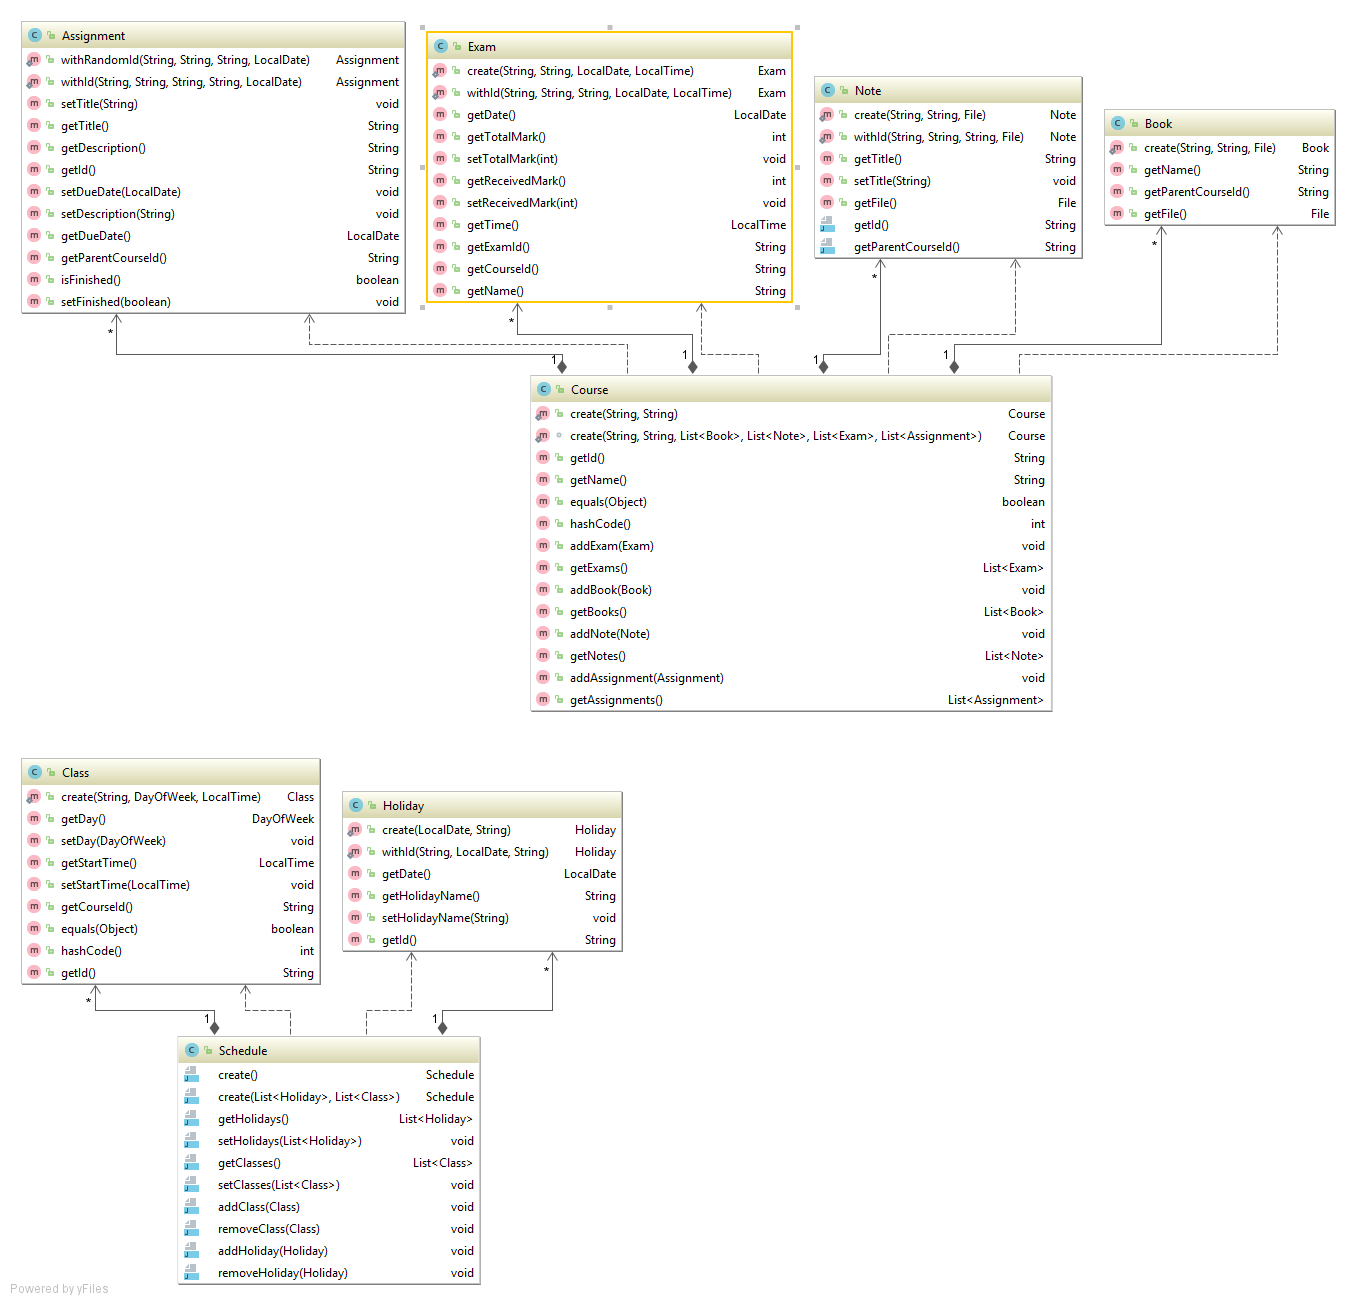 Assignment
withRandomId(String, String, String, LocalDate) Assignment
withId(String, String, String, String, LocalDate) Assignment
setTitle(String) void
getTitle() String
getDescription() String
getId() String
setDueDate(LocalDate) void
setDescription(String) void
getDueDate() LocalDate
getParentCourseId() String
isFinished() boolean
setFinished(boolean) void
Exam
create(String, String, LocalDate, LocalTime) Exam
withId(String, String, String, LocalDate, LocalTime) Exam
getDate() LocalDate
getTotalMark() int
setTotalMark(int) void
getReceivedMark() int
setReceivedMark(int) void
getTime() LocalTime
getExamId() String
getCourseId() String
getName() String
Note
create(String, String, File) Note
withId(String, String, String, File) Note
getTitle() String
setTitle(String) void
getFile() File
getId() String
getParentCourseId() String
Book
create(String, String, File) Book
getName() String
getParentCourseId() String
getFile() File
* * * *
1 1 1 1
Course
create(String, String) Course
create(String, String, List<Book>, List<Note>, List<Exam>, List<Assignment>) Course
getId() String
getName() String
equals(Object) boolean
hashCode() int
addExam(Exam) void
getExams() List<Exam>
addBook(Book) void
getBooks() List<Book>
addNote(Note) void
getNotes() List<Note>
addAssignment(Assignment) void
getAssignments() List<Assignment>
Class
create(String, DayOfWeek, LocalTime) Class
getDay() DayOfWeek
setDay(DayOfWeek) void
getStartTime() LocalTime
setStartTime(LocalTime) void
getCourseId() String
equals(Object) boolean
hashCode() int
getId() String
Holiday
create(LocalDate, String) Holiday
withId(String, LocalDate, String) Holiday
getDate() LocalDate
getHolidayName() String
setHolidayName(String) void
getId() String
* *
1 1
Schedule
create() Schedule
create(List<Holiday>, List<Class>) Schedule
getHolidays() List<Holiday>
setHolidays(List<Holiday>) void
getClasses() List<Class>
setClasses(List<Class>) void
addClass(Class) void
removeClass(Class) void
addHoliday(Holiday) void
removeHoliday(Holiday) void
Powered by yFiles